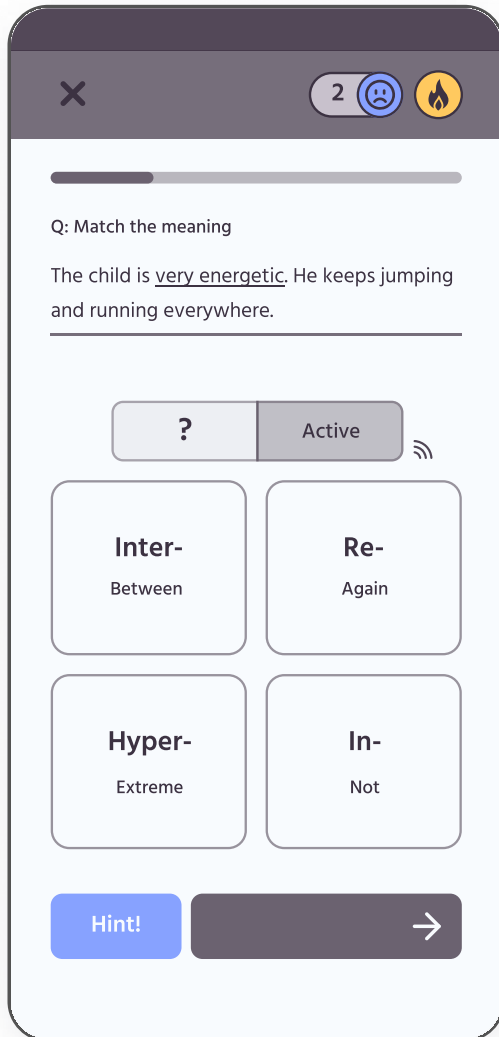 2
Q: Match the meaning
The child is very energetic. He keeps jumping
and running everywhere.
?
Active
Inter-
Between
Re-
Again
Hyper-
Extreme
In-
Not
Hint!